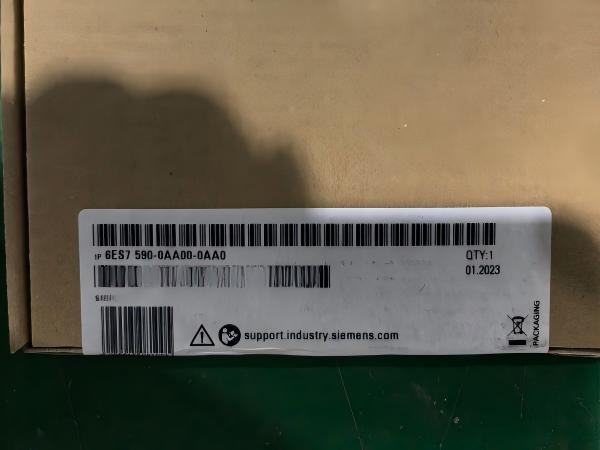 1P 6ES7 590-0AA00-0AA0
QTY:1
01.2023
support.industry.siemens.com
PACKAGING